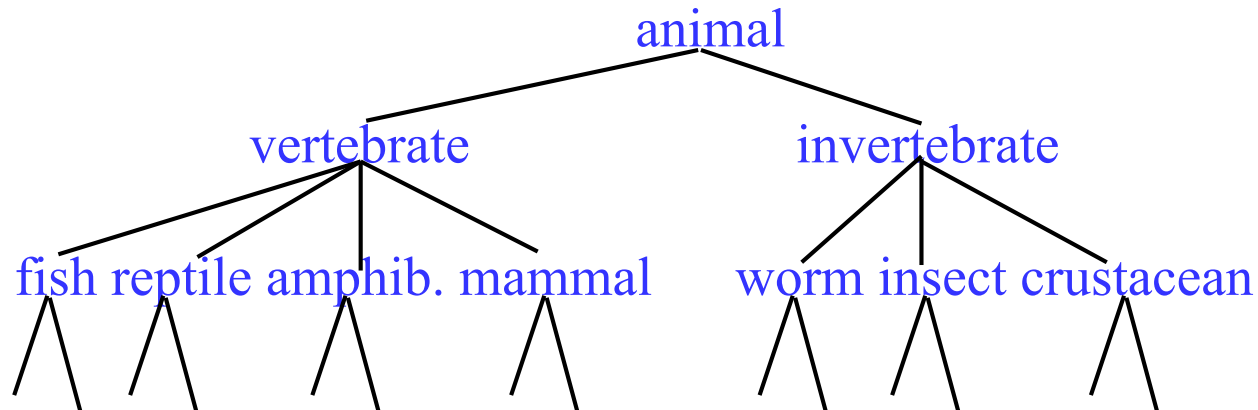 animal
vertebrate invertebrate
fish reptile amphib. mammal worm insect crustacean